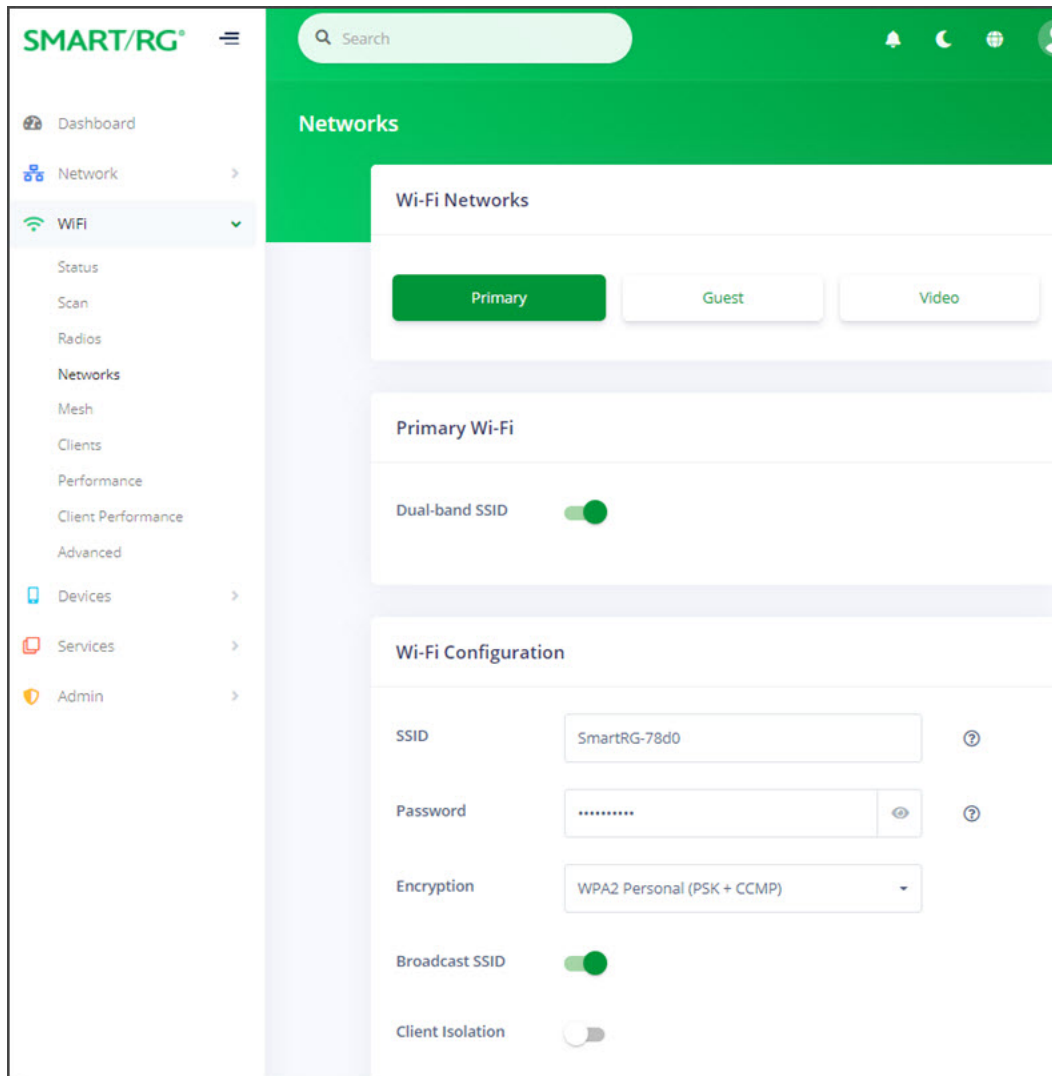 SMART/RG®
Search
Dashboard
Network
WiFi
Status
Scan
Radios
Networks
Mesh
Clients
Performance
Client Performance
Advanced
Devices
Services
Admin
Networks
Wi-Fi Networks
Primary Guest Video
Primary Wi-Fi
Dual-band SSID
Wi-Fi Configuration
SSID SmartRG-78d0
Password ••••••••••
Encryption WPA2 Personal (PSK + CCMP)
Broadcast SSID
Client Isolation